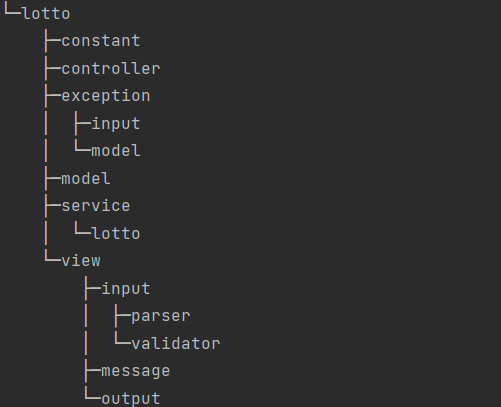 └─lotto
    ├─constant
    ├─controller
    ├─exception
    │  ├─input
    │  └─model
    ├─model
    ├─service
    │  └─lotto
    └─view
        ├─input
        │  ├─parser
        │  └─validator
        ├─message
        └─output